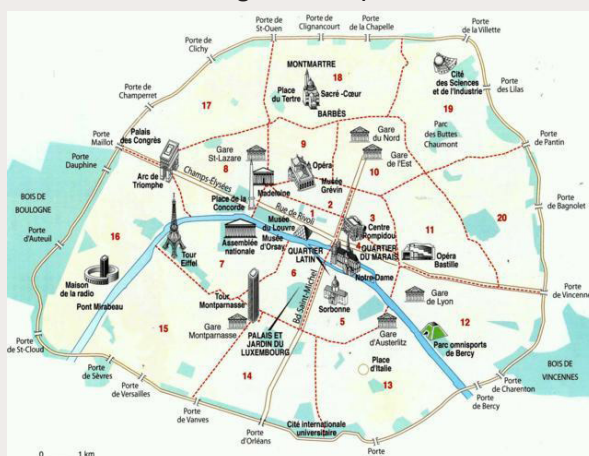 Porte
de St-Ouen
Porte de
Clignancourt
Porte
de la Chapelle
Porte de
la Villette
Porte
de Clichy
MONTMARTRE
18
Place
du Tertre
Sacré -Cœur
BARBÈS
Cité
des Sciences
et de l'Industrie
19
Porte
des Lilas
Porte de
Champerret
17
Porte
Maillot
Palais
des Congrès
Gare
St-Lazare
9
Opéra
Gare
du Nord
Gare
de l'Est
Parc
des Buttes
Chaumont
Porte
de Pantin
Porte
Dauphine
8
Arc de
Triomphe
Champs-Élysées
Madeleine
Musée
Grévin
10
2
BOIS DE
BOULOGNE
Place de la
Concorde
Rue de Rivoli
3
Centre
Pompidou
11
20
Porte
de Bagnolet
Porte
d'Auteuil
16
Tour
Eiffel
Assemblée
nationale
Musée
du Louvre
Musée
d'Orsay
4
QUARTIER
DU MARAIS
Opéra
Bastille
7
QUARTIER
LATIN
Notre-Dame
Maison
de la radio
6
Porte
de Vincennes
Pont Mirabeau
Tour
Montparnasse
Bd Saint-Michel
Sorbonne
Gare
de Lyon
12
15
Gare
Montparnasse
PALAIS ET
JARDIN DU
LUXEMBOURG
5
Gare
d'Austerlitz
Parc omnisports
de Bercy
Porte
de St-Cloud
Place
d'Italie
BOIS DE
VINCENNES
Porte
de Sèvres
14
13
Porte
de Charenton
Porte
de Versailles
Porte
de Bercy
Porte
de Vanves
Porte
d'Orléans
Cité internationale
universitaire
Porte
0 1 km